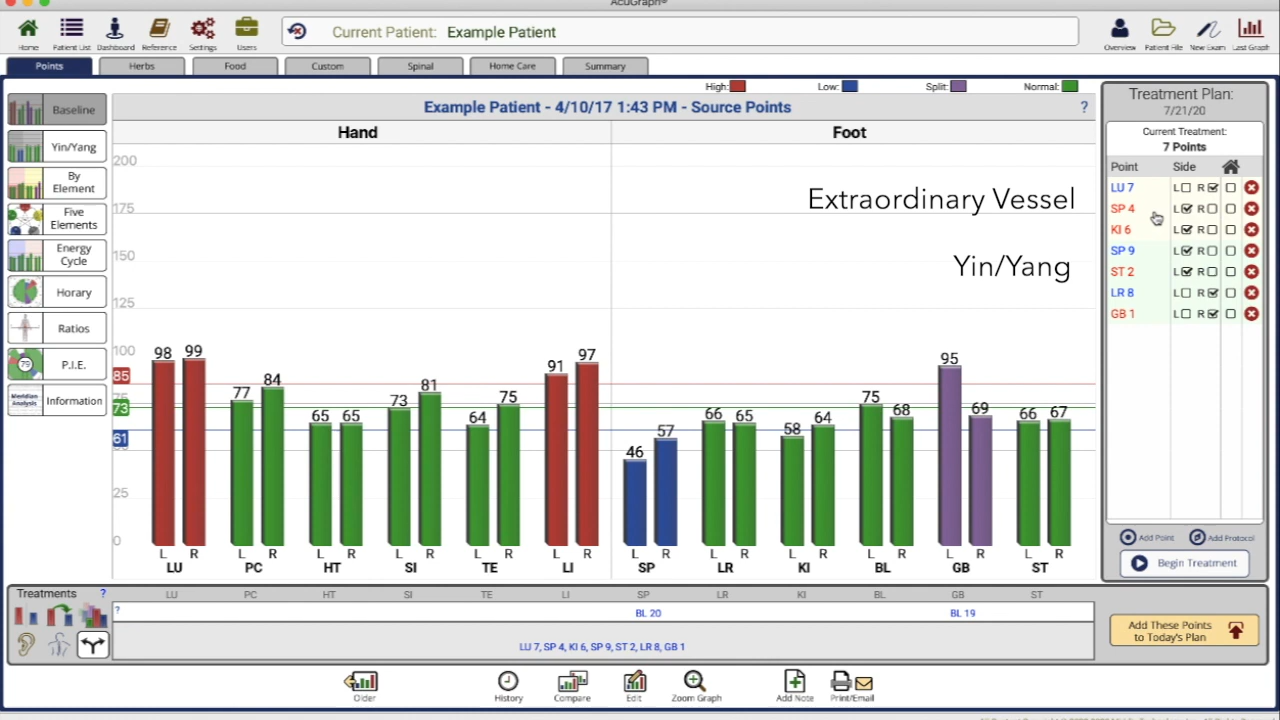 AcuGraph®
Home
Patient List
Dashboard
Reference
Settings
Users
Current Patient: Example Patient
Overview
Patient File
New Exam
Last Graph
Points
Herbs
Food
Custom
Spinal
Home Care
Summary
High:
Low:
Split:
Normal:
Example Patient - 4/10/17 1:43 PM - Source Points
?
Hand
Foot
Baseline
Yin/Yang
By
Element
Five
Elements
Energy
Cycle
Horary
Ratios
79
P.I.E.
Meridian
Analysis
Information
Extraordinary Vessel
Yin/Yang
200
175
150
125
100
85
75
73
61
50
25
0
98 99
77 84
65 65
73 81
64 75
91 97
46 57
66 65
58 64
75 68
95 69
66 67
L R L R L R L R L R L R L R L R L R L R L R L R
LU PC HT SI TE LI SP LR KI BL GB ST
Treatment Plan:
7/21/20
Current Treatment:
7 Points
Point Side
LU 7 L R
SP 4 L R
KI 6 L R
SP 9 L R
ST 2 L R
LR 8 L R
GB 1 L R
Add Point
Add Protocol
Begin Treatment
Treatments ?
LU PC HT SI TE LI SP LR KI BL GB ST
? BL 20 BL 19
LU 7, SP 4, KI 6, SP 9, ST 2, LR 8, GB 1
Add These Points
to Today's Plan
Older
History
Compare
Edit
Zoom Graph
Add Note
Print/Email